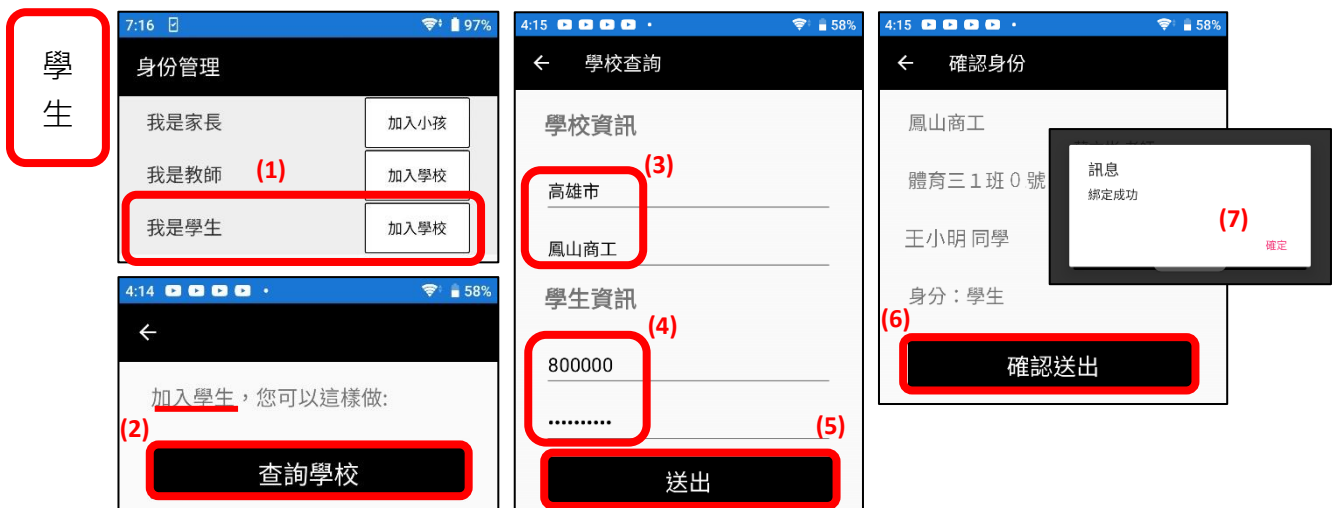 學
生
7:16 97%
身份管理
我是家長 加入小孩
我是教師 (1) 加入學校
我是學生 加入學校
4:14 58%
加入學生，您可以這樣做:
(2)
查詢學校
4:15 58%
學校查詢
學校資訊
(3)
高雄市
鳳山商工
學生資訊
(4)
800000
••••••••••
(5)
送出
4:15 58%
確認身份
鳳山商工
體育三１班０號
王小明 同學
身分：學生
(6)
確認送出
訊息
綁定成功
(7)
確定